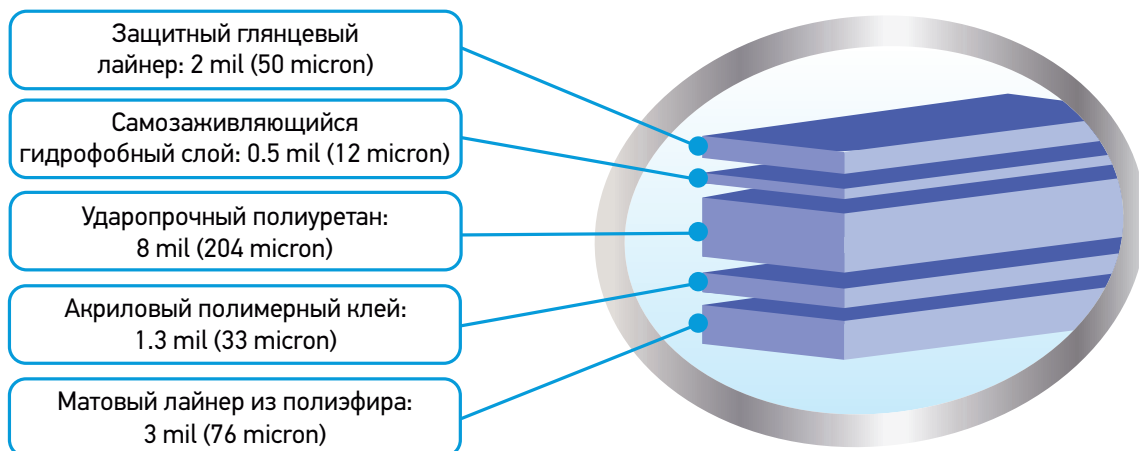 Защитный глянцевый
лайнер: 2 mil (50 micron)
Самозаживляющийся
гидрофобный слой: 0.5 mil (12 micron)
Ударопрочный полиуретан:
8 mil (204 micron)
Акриловый полимерный клей:
1.3 mil (33 micron)
Матовый лайнер из полиэфира:
3 mil (76 micron)